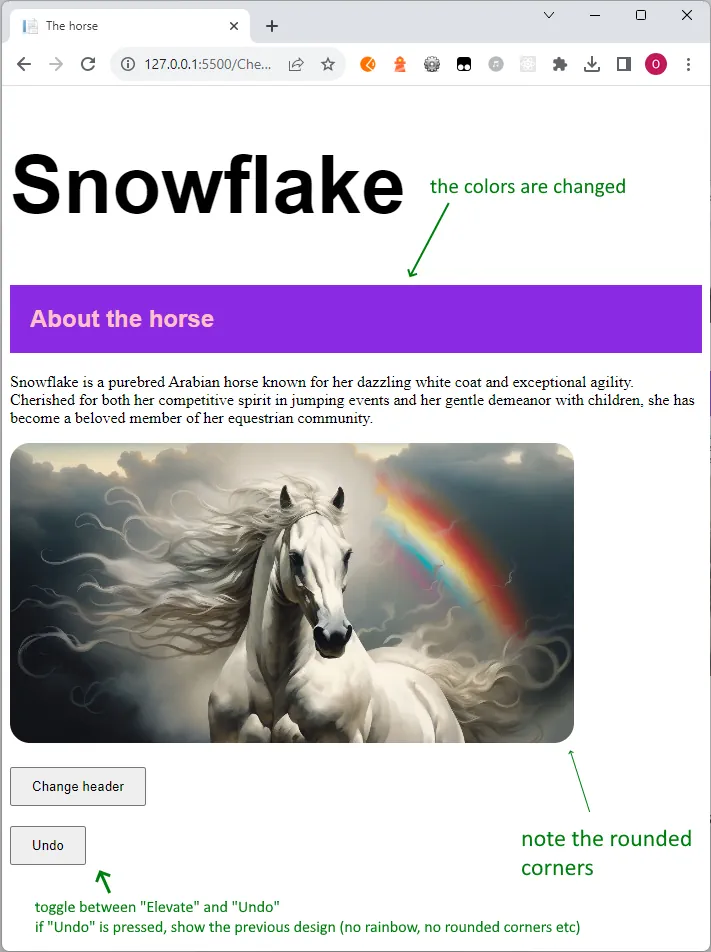 The horse
127.0.0.1:5500/Che...
O
Snowflake
the colors are changed
About the horse
Snowflake is a purebred Arabian horse known for her dazzling white coat and exceptional agility.
Cherished for both her competitive spirit in jumping events and her gentle demeanor with children, she has
become a beloved member of her equestrian community.
Change header
Undo
note the rounded
corners
toggle between "Elevate" and "Undo"
if "Undo" is pressed, show the previous design (no rainbow, no rounded corners etc)